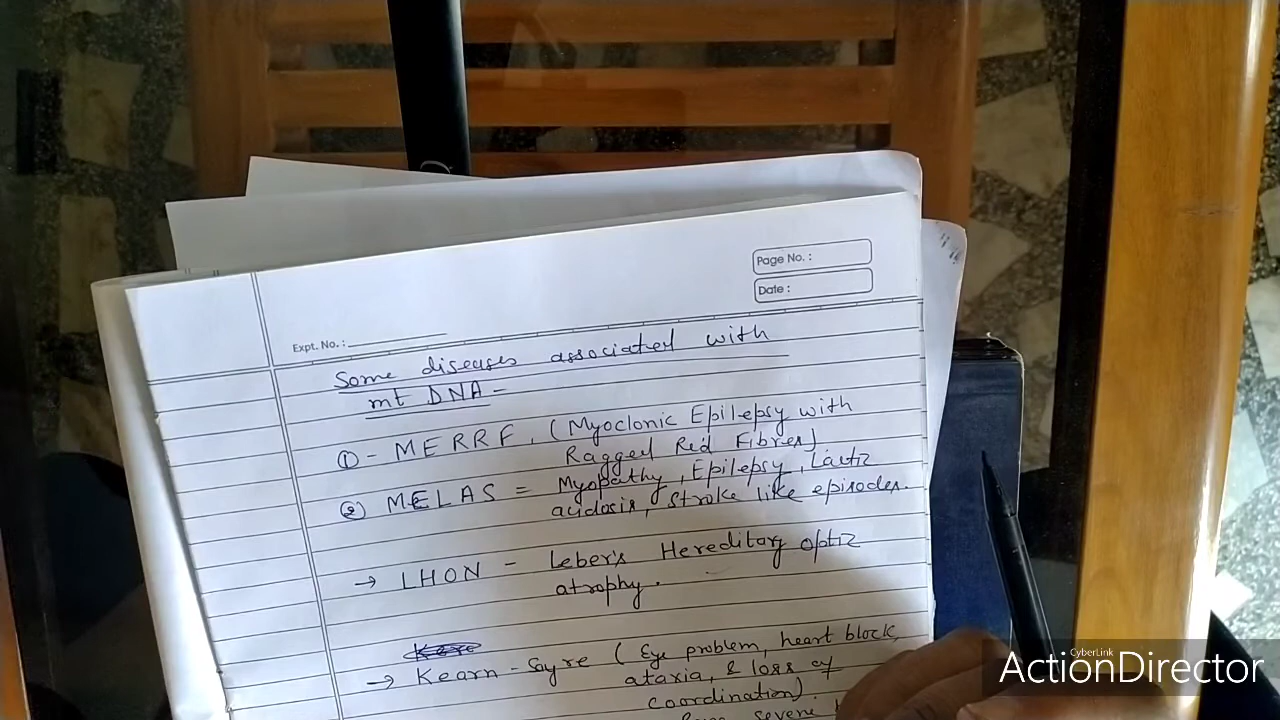 Page No. :
Date :
Expt. No. :
Some diseases associated with
mt DNA -
① - MERRF, (Myoclonic Epilepsy with
Ragged Red Fibres)
② MELAS = Myopathy, Epilepsy, Lactic
acidosis, Stroke like episodes.
→ LHON - Leber's Hereditary optic
atrophy.
→ Kearn - Sayre ( Eye problem, heart block,
ataxia, & loss of
coordination).
severe
CyberLink
ActionDirector